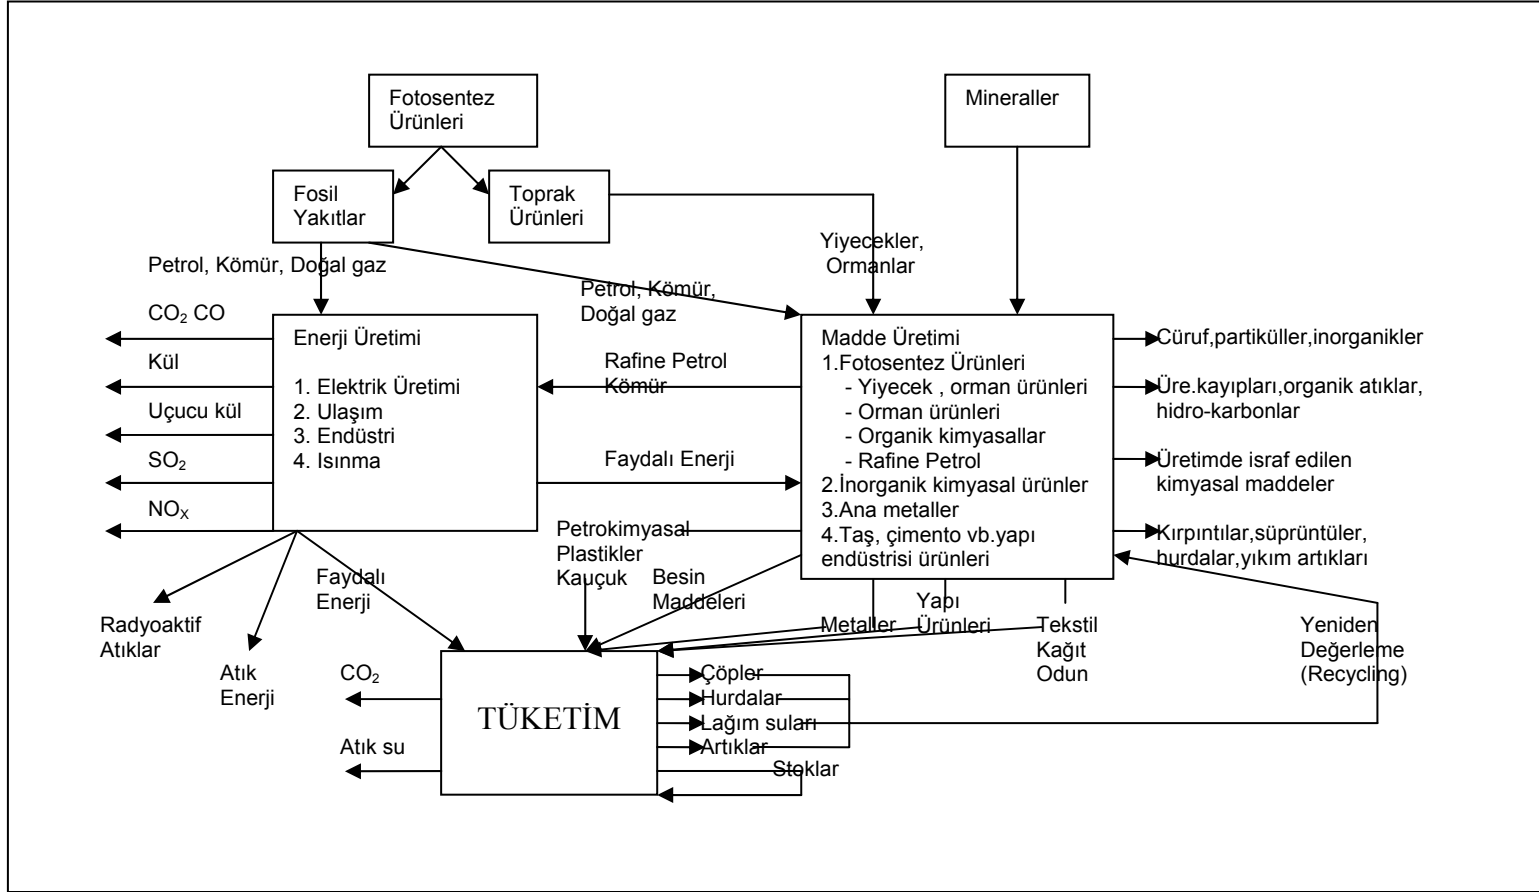 Fotosentez
Ürünleri
Mineraller
Fosil
Yakıtlar
Toprak
Ürünleri
Yiyecekler,
Ormanlar
Petrol, Kömür, Doğal gaz
Petrol, Kömür,
Doğal gaz
CO₂ CO
Kül
Uçucu kül
SO₂
NOₓ
Enerji Üretimi
1. Elektrik Üretimi
2. Ulaşım
3. Endüstri
4. Isınma
Rafine Petrol
Kömür
Faydalı Enerji
Madde Üretimi
1.Fotosentez Ürünleri
- Yiyecek , orman ürünleri
- Orman ürünleri
- Organik kimyasallar
- Rafine Petrol
2.İnorganik kimyasal ürünler
3.Ana metaller
4.Taş, çimento vb.yapı
endüstrisi ürünleri
Cüruf,partiküller,inorganikler
Üre.kayıpları,organik atıklar,
hidro-karbonlar
Üretimde israf edilen
kimyasal maddeler
Kırpıntılar,süprüntüler,
hurdalar,yıkım artıkları
Petrokimyasal
Plastikler
Kauçuk
Faydalı
Enerji
Besin
Maddeleri
Radyoaktif
Atıklar
Atık
Enerji
Metaller
Yapı
Ürünleri
Tekstil
Kağıt
Odun
Yeniden
Değerleme
(Recycling)
CO₂
Atık su
TÜKETİM
Çöpler
Hurdalar
Lağım suları
Artıklar
Stoklar